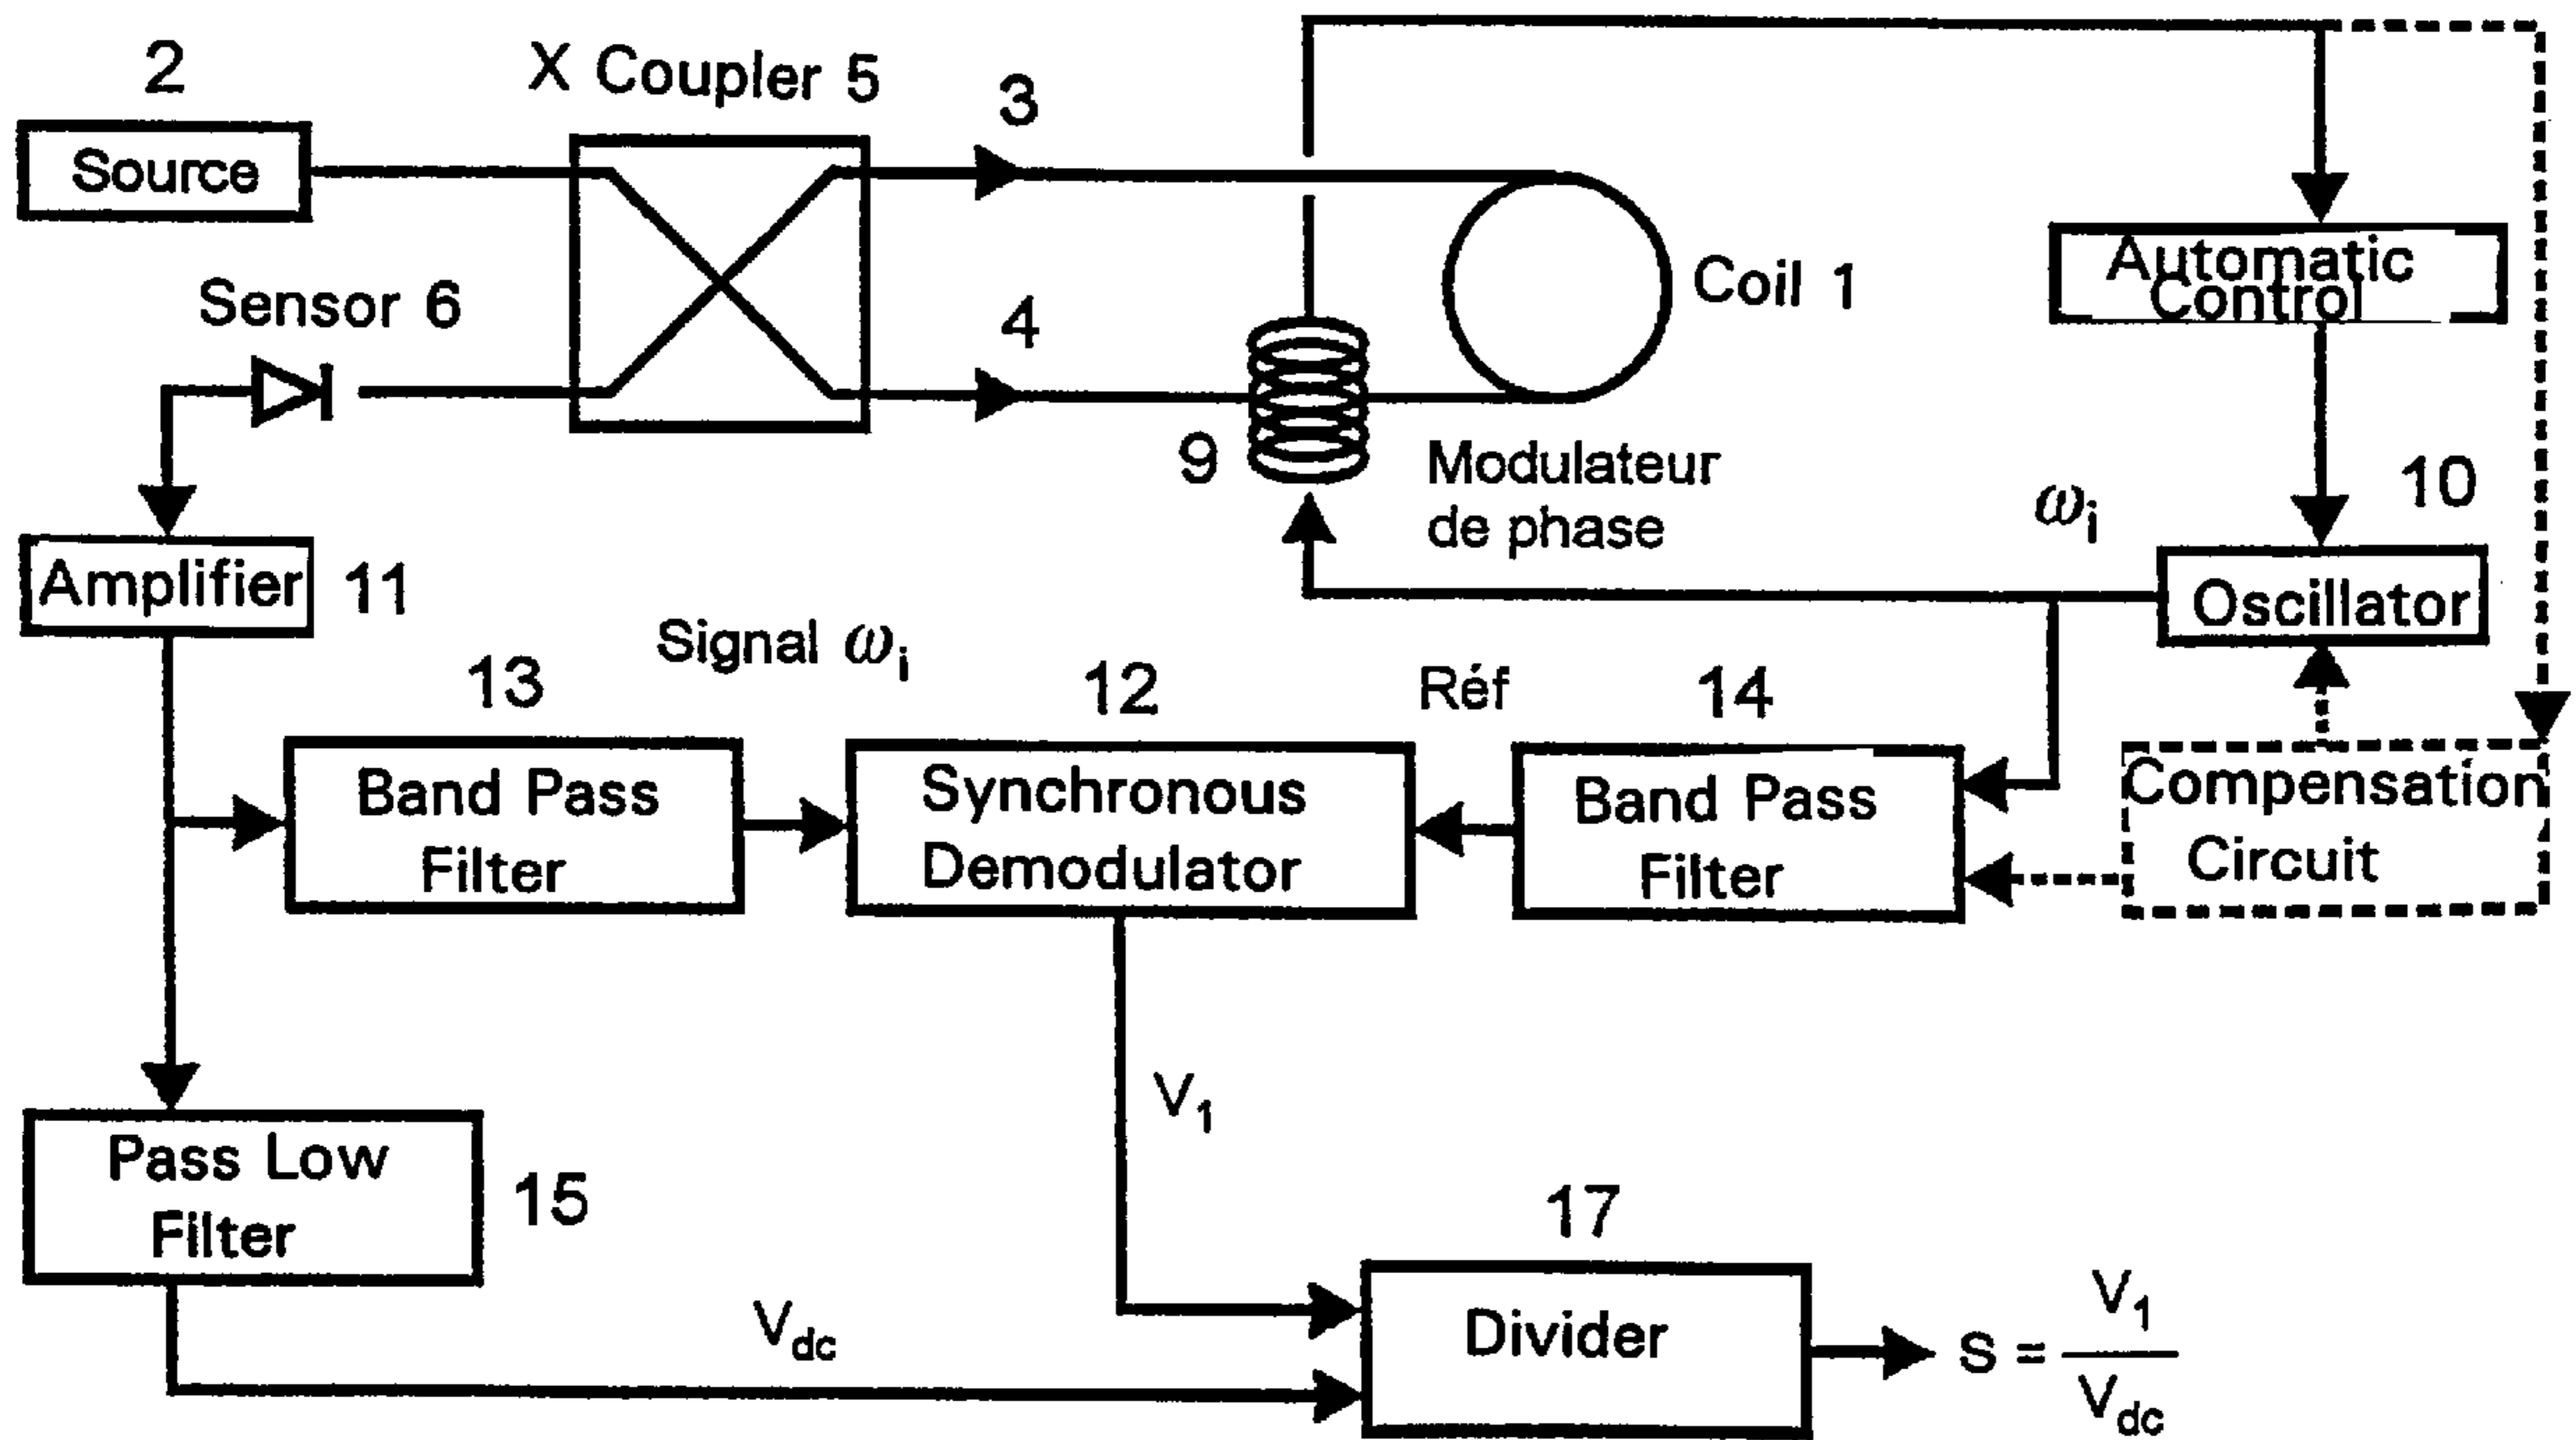 2
X Coupler 5
3
Source
Sensor 6
4
Coil 1
Automatic
Control
9
Modulateur
de phase
ωi
10
Amplifier
11
Oscillator
Signal ωi
13
12
Réf
14
Band Pass
Filter
Synchronous
Demodulator
Band Pass
Filter
Compensation
Circuit
V1
Pass Low
Filter
15
17
Vdc
Divider
S = V1
Vdc